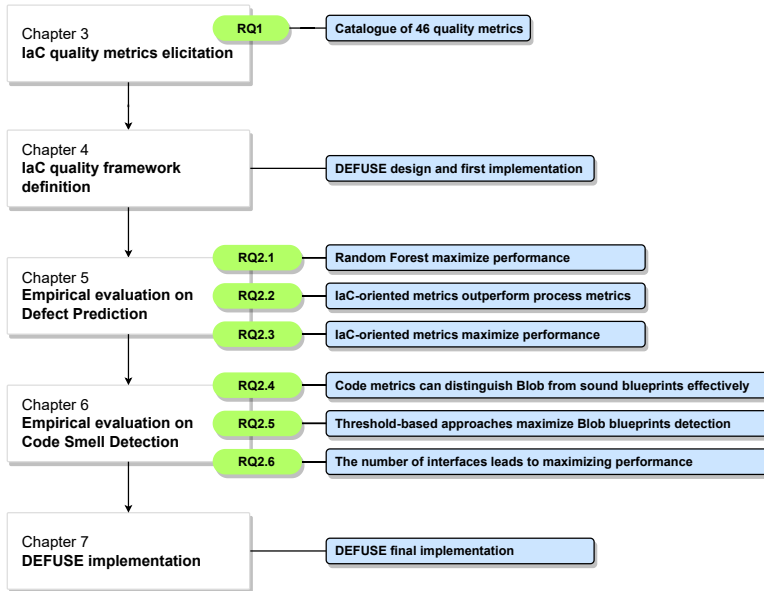 Chapter 3
IaC quality metrics elicitation
RQ1
Catalogue of 46 quality metrics
Chapter 4
IaC quality framework
definition
DEFUSE design and first implementation
Chapter 5
Empirical evaluation on
Defect Prediction
RQ2.1
Random Forest maximize performance
RQ2.2
IaC-oriented metrics outperform process metrics
RQ2.3
IaC-oriented metrics maximize performance
Chapter 6
Empirical evaluation on
Code Smell Detection
RQ2.4
Code metrics can distinguish Blob from sound blueprints effectively
RQ2.5
Threshold-based approaches maximize Blob blueprints detection
RQ2.6
The number of interfaces leads to maximizing performance
Chapter 7
DEFUSE implementation
DEFUSE final implementation